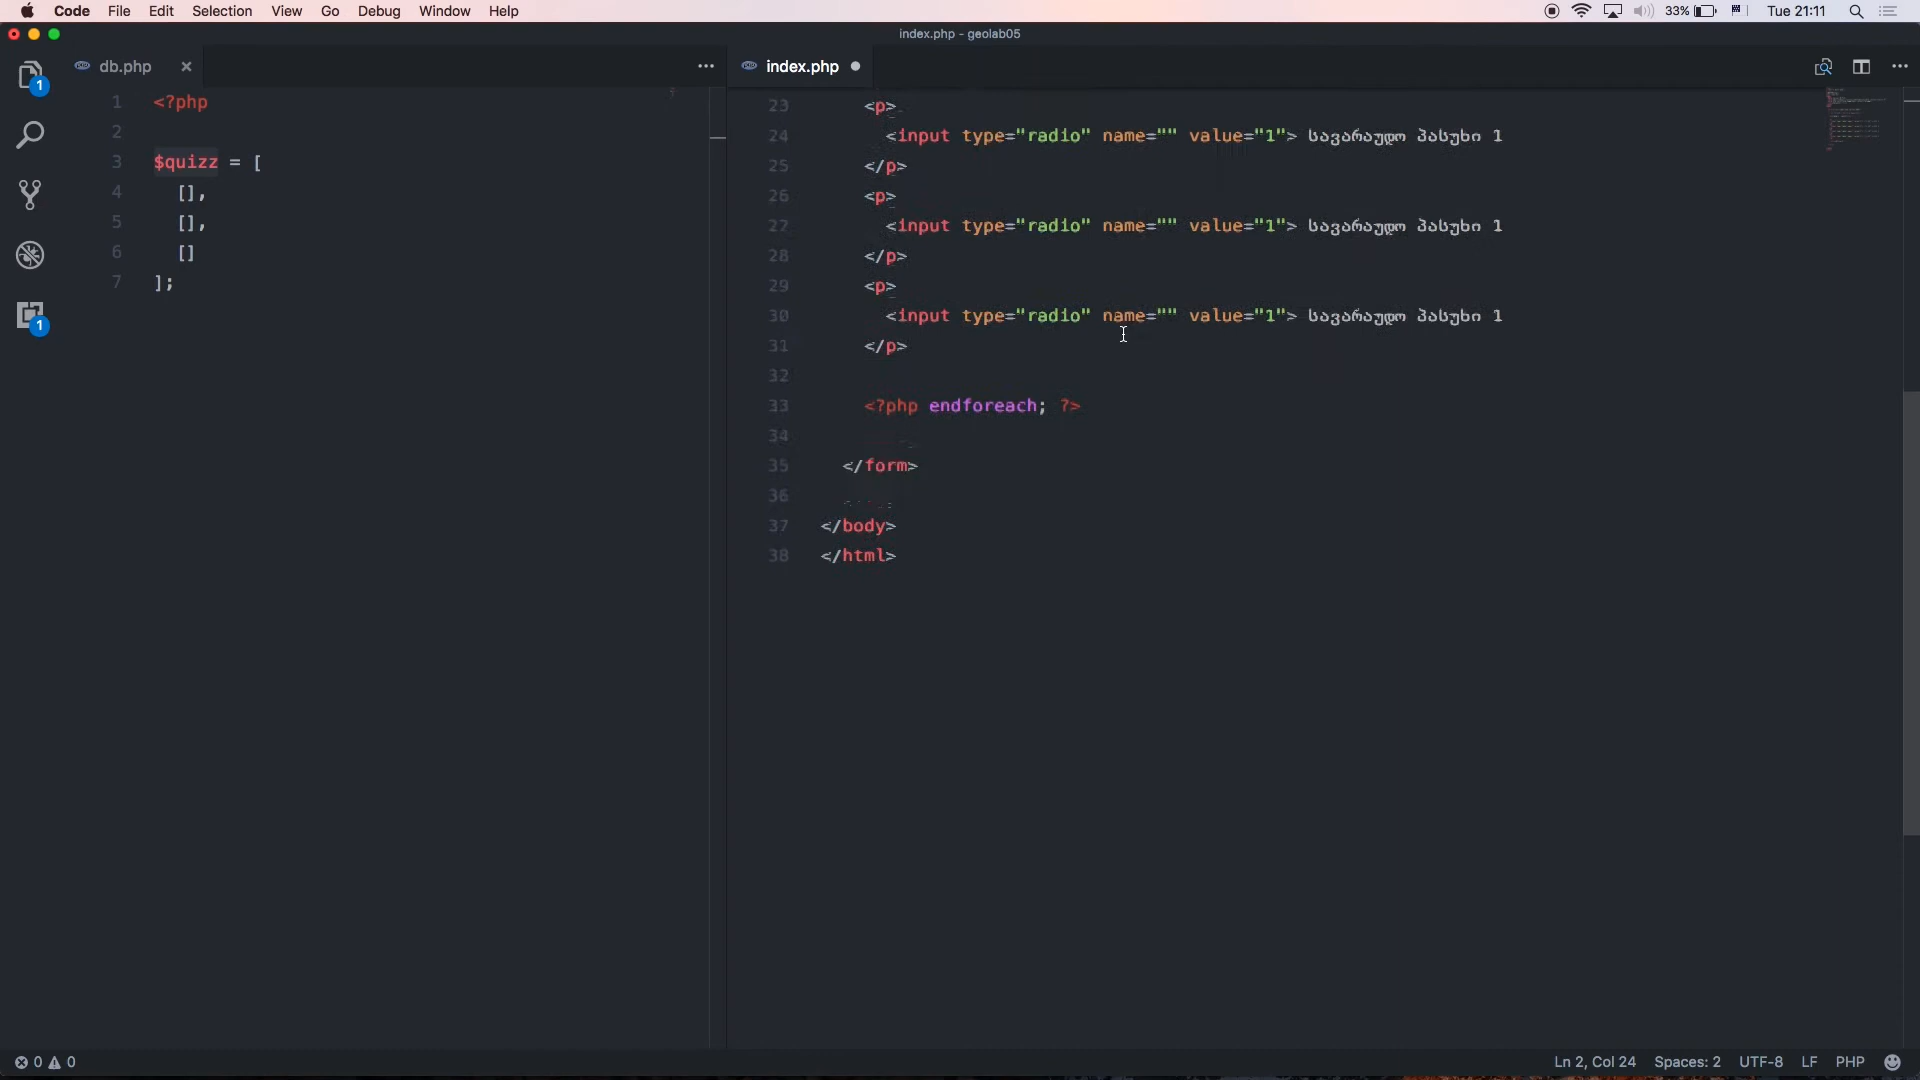 Code File Edit Selection View Go Debug Window Help 33% Tue 21:11
index.php - geolab05
db.php × ···
index.php ● ···
1
1
1 <?php
2
3 $quizz = [
4 [],
5 [],
6 []
7 ];
23 <p>
24 <input type="radio" name="" value="1"> სავარაუდო პასუხი 1
25 </p>
26 <p>
27 <input type="radio" name="" value="1"> სავარაუდო პასუხი 1
28 </p>
29 <p>
30 <input type="radio" name="" value="1"> სავარაუდო პასუხი 1
31 </p>
32
33 <?php endforeach; ?>
34
35 </form>
36
37 </body>
38 </html>
0 0 Ln 2, Col 24 Spaces: 2 UTF-8 LF PHP